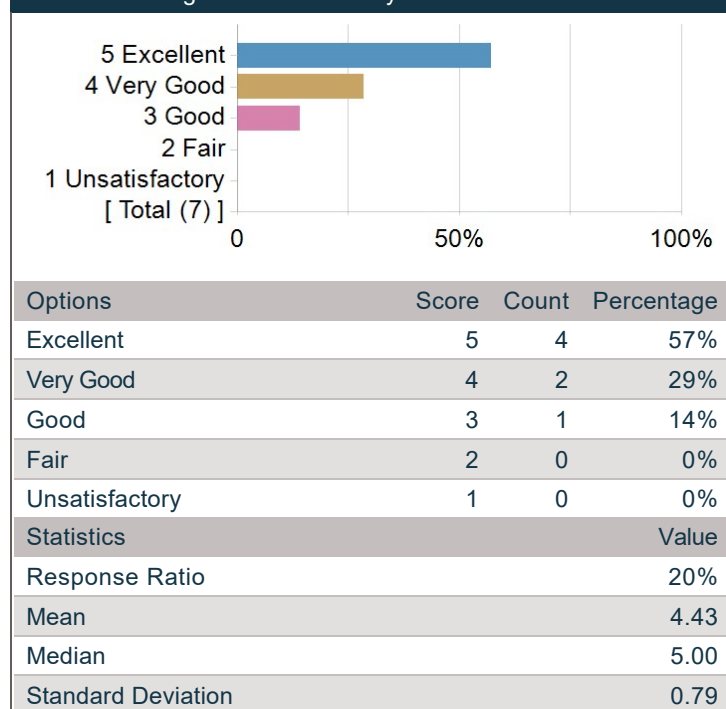 5 Excellent
4 Very Good
3 Good
2 Fair
1 Unsatisfactory
[ Total (7) ]
0 50% 100%
Options Score Count Percentage
Excellent 5 4 57%
Very Good 4 2 29%
Good 3 1 14%
Fair 2 0 0%
Unsatisfactory 1 0 0%
Statistics Value
Response Ratio 20%
Mean 4.43
Median 5.00
Standard Deviation 0.79